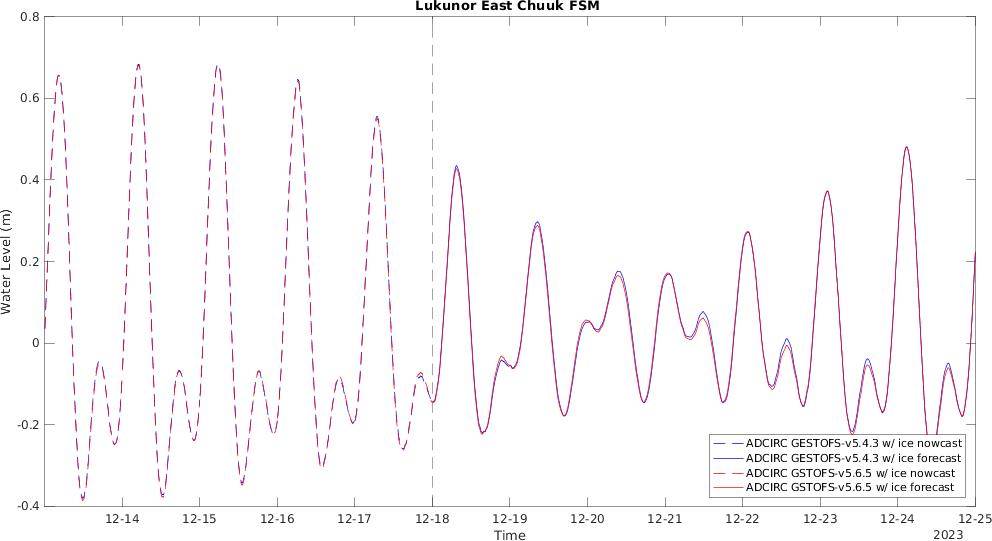 Lukunor East Chuuk FSM
0.8
0.6
0.4
0.2
0
-0.2
-0.4
Water Level (m)
ADCIRC GESTOFS-v5.4.3 w/ ice nowcast
ADCIRC GESTOFS-v5.4.3 w/ ice forecast
ADCIRC GSTOFS-v5.6.5 w/ ice nowcast
ADCIRC GSTOFS-v5.6.5 w/ ice forecast
12-14 12-15 12-16 12-17 12-18 12-19 12-20 12-21 12-22 12-23 12-24 12-25
Time
2023